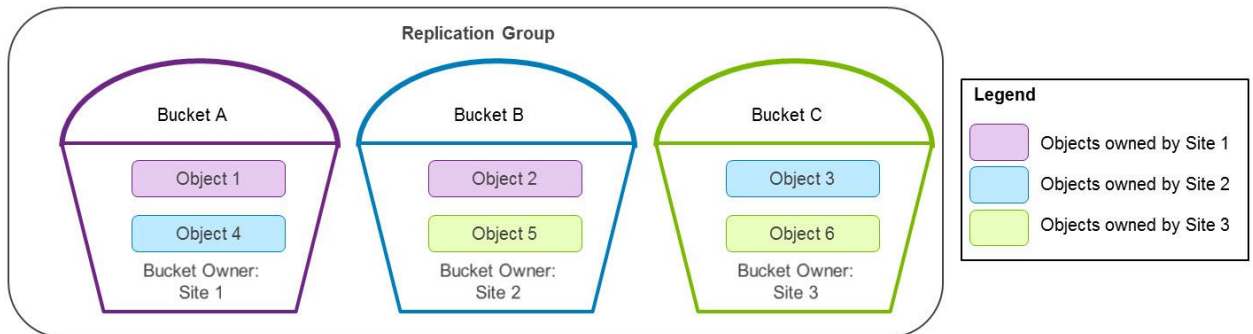 Replication Group
Bucket A
Object 1
Object 4
Bucket Owner:
Site 1
Bucket B
Object 2
Object 5
Bucket Owner:
Site 2
Bucket C
Object 3
Object 6
Bucket Owner:
Site 3
Legend
Objects owned by Site 1
Objects owned by Site 2
Objects owned by Site 3